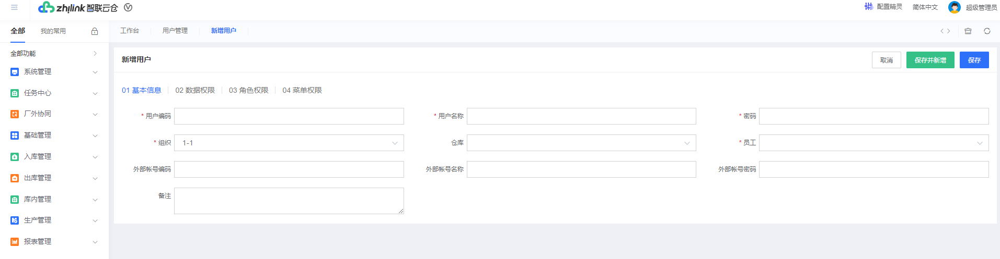 zhilink 智联云仓
配置精灵 简体中文 超级管理员
全部 我的常用
工作台 用户管理 新增用户
全部功能
系统管理
任务中心
厂外协同
基础管理
入库管理
出库管理
库内管理
生产管理
报表管理
新增用户
取消 保存并新增 保存
01 基本信息 02 数据权限 03 角色权限 04 菜单权限
* 用户编码 * 用户名称 * 密码
* 组织 1-1 仓库 * 员工
外部帐号编码 外部帐号名称 外部帐号密码
备注